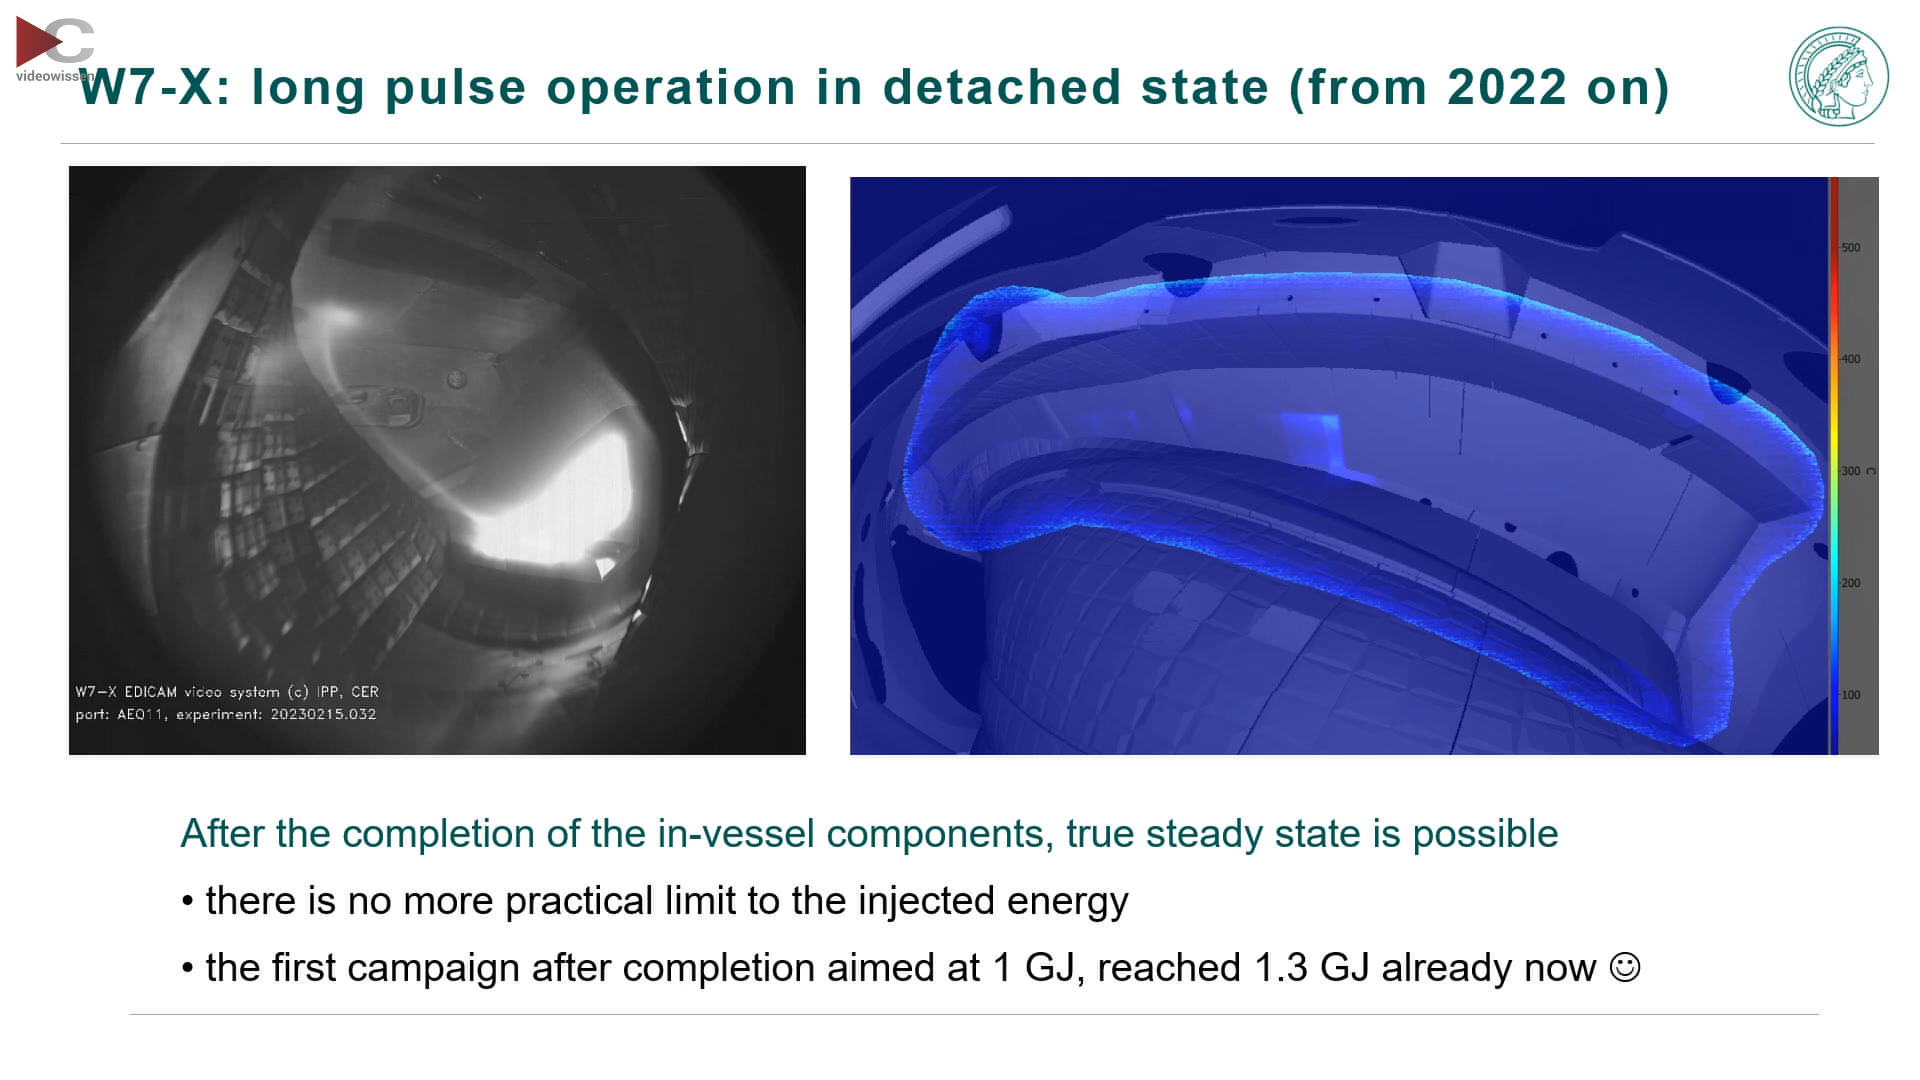 C
videowissen
W7-X: long pulse operation in detached state (from 2022 on)
500
400
300 C
200
100
W7-X EDICAM video system (c) IPP, CER
port: AEQ11, experiment: 20230215.032
After the completion of the in-vessel components, true steady state is possible
• there is no more practical limit to the injected energy
• the first campaign after completion aimed at 1 GJ, reached 1.3 GJ already now ☺